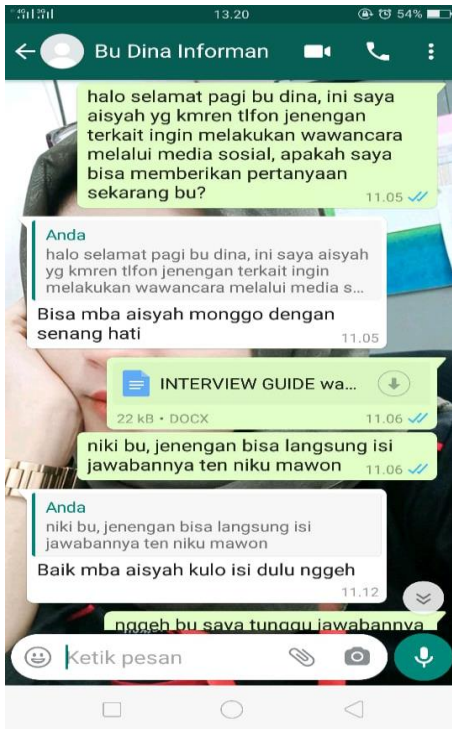 13.20
54%
Bu Dina Informan
halo selamat pagi bu dina, ini saya
aisyah yg kmren tlfon jenengan
terkait ingin melakukan wawancara
melalui media sosial, apakah saya
bisa memberikan pertanyaan
sekarang bu?
11.05
Anda
halo selamat pagi bu dina, ini saya aisyah
yg kmren tlfon jenengan terkait ingin
melakukan wawancara melalui media s...
Bisa mba aisyah monggo dengan
senang hati
11.05
INTERVIEW GUIDE wa...
22 kB • DOCX
11.06
niki bu, jenengan bisa langsung isi
jawabannya ten niku mawon
11.06
Anda
niki bu, jenengan bisa langsung isi
jawabannya ten niku mawon
Baik mba aisyah kulo isi dulu nggeh
11.12
nggeh bu saya tunggu jawabannya
Ketik pesan